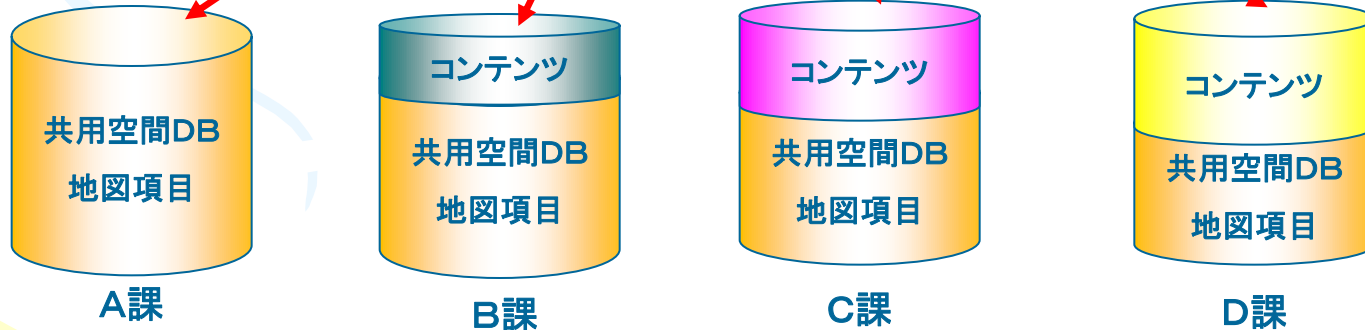 共用空間DB
地図項目
A課
コンテンツ
共用空間DB
地図項目
B課
コンテンツ
共用空間DB
地図項目
C課
コンテンツ
共用空間DB
地図項目
D課